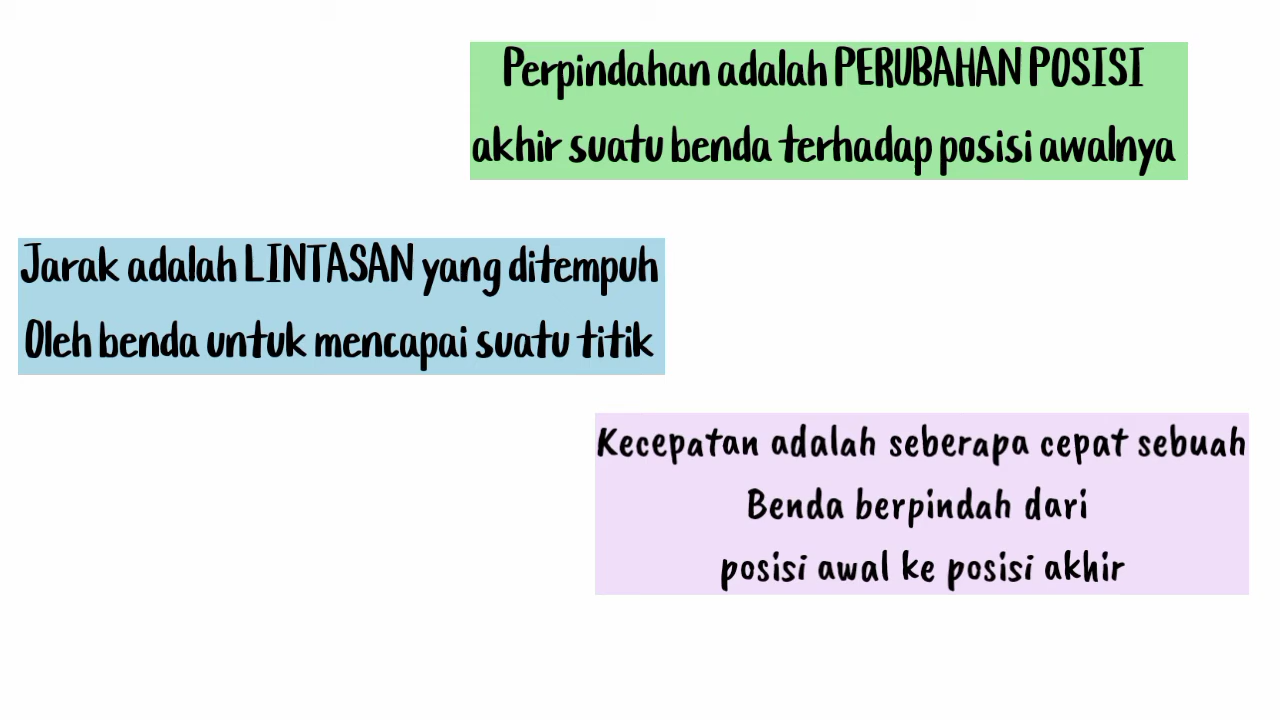 Perpindahan adalah PERUBAHAN POSISI
akhir suatu benda terhadap posisi awalnya
Jarak adalah LINTASAN yang ditempuh
Oleh benda untuk mencapai suatu titik
Kecepatan adalah seberapa cepat sebuah
Benda berpindah dari
posisi awal ke posisi akhir